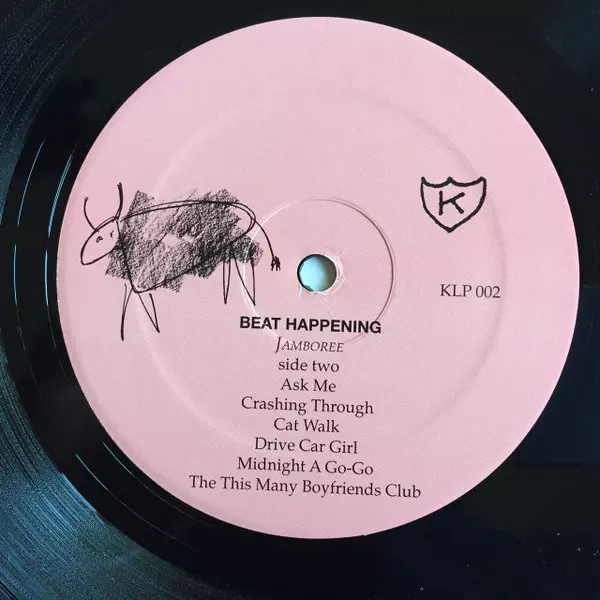 K
KLP 002
BEAT HAPPENING
JAMBOREE
side two
Ask Me
Crashing Through
Cat Walk
Drive Car Girl
Midnight A Go-Go
The This Many Boyfriends Club